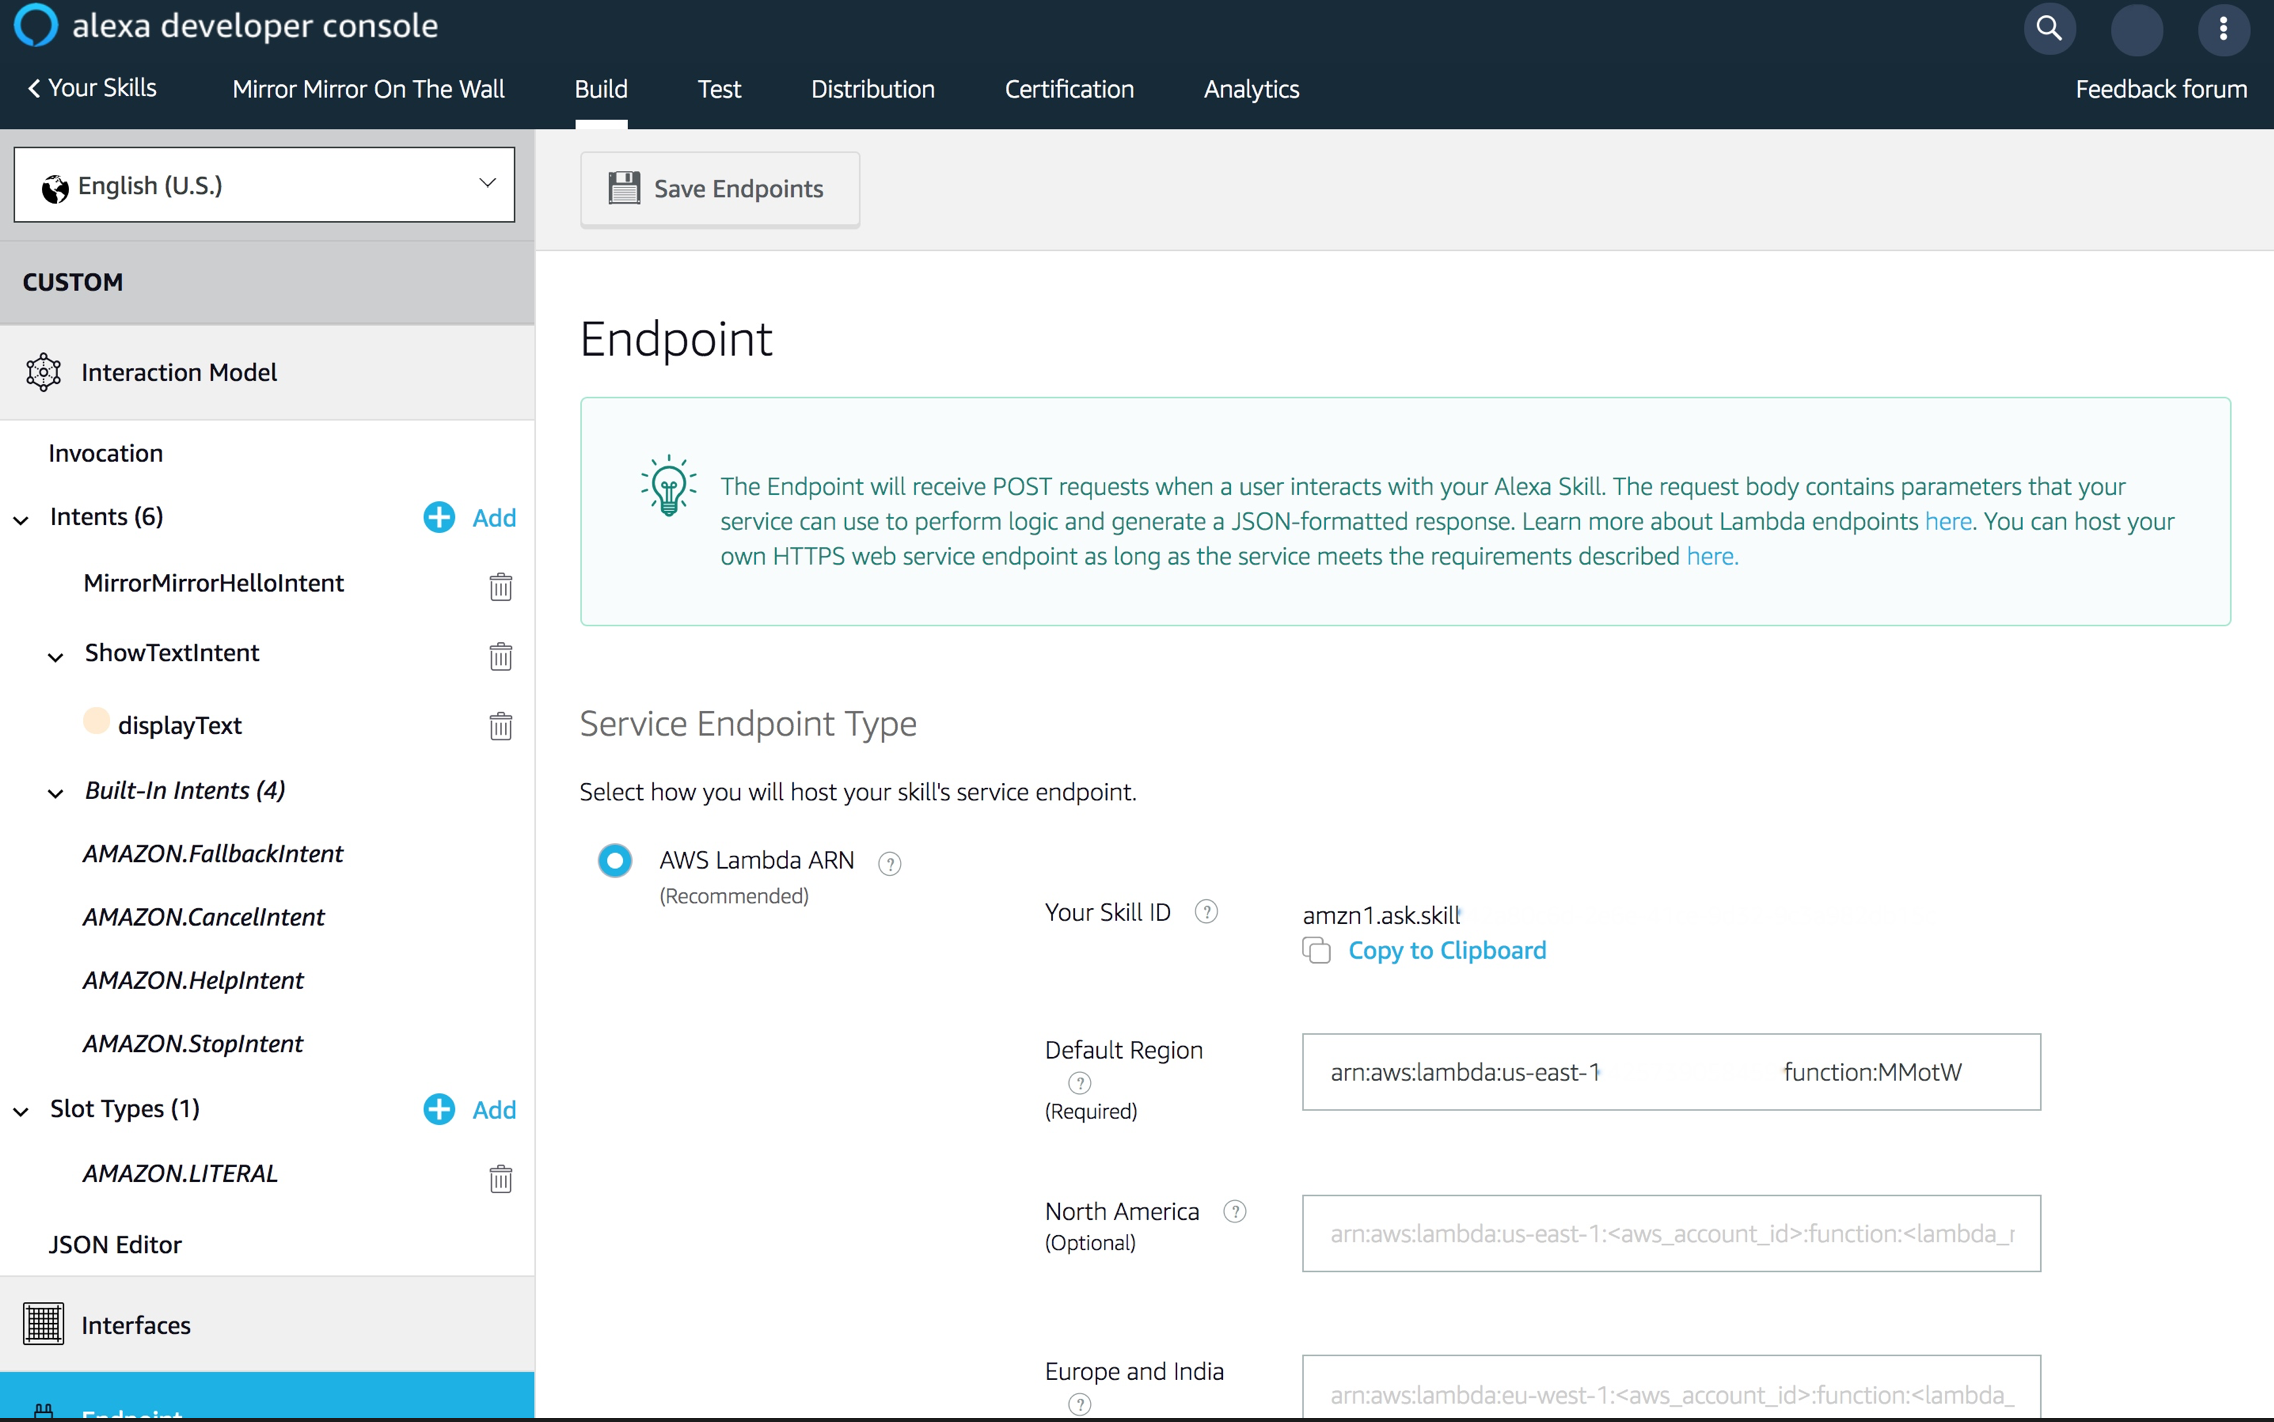 alexa developer console
Your Skills
Mirror Mirror On The Wall
Build
Test
Distribution
Certification
Analytics
Feedback forum
English (U.S.)
Save Endpoints
CUSTOM
Interaction Model
Invocation
Intents (6)
Add
MirrorMirrorHelloIntent
ShowTextIntent
displayText
Built-In Intents (4)
AMAZON.FallbackIntent
AMAZON.CancelIntent
AMAZON.HelpIntent
AMAZON.StopIntent
Slot Types (1)
Add
AMAZON.LITERAL
JSON Editor
Interfaces
Endpoint
Endpoint
The Endpoint will receive POST requests when a user interacts with your Alexa Skill. The request body contains parameters that your
service can use to perform logic and generate a JSON-formatted response. Learn more about Lambda endpoints here. You can host your
own HTTPS web service endpoint as long as the service meets the requirements described here.
Service Endpoint Type
Select how you will host your skill's service endpoint.
AWS Lambda ARN ?
(Recommended)
Your Skill ID ?
amzn1.ask.skill
Copy to Clipboard
Default Region
?
(Required)
arn:aws:lambda:us-east-1 function:MMotW
North America ?
(Optional)
arn:aws:lambda:us-east-1:<aws_account_id>:function:<lambda_r
Europe and India
?
arn:aws:lambda:eu-west-1:<aws_account_id>:function:<lambda_